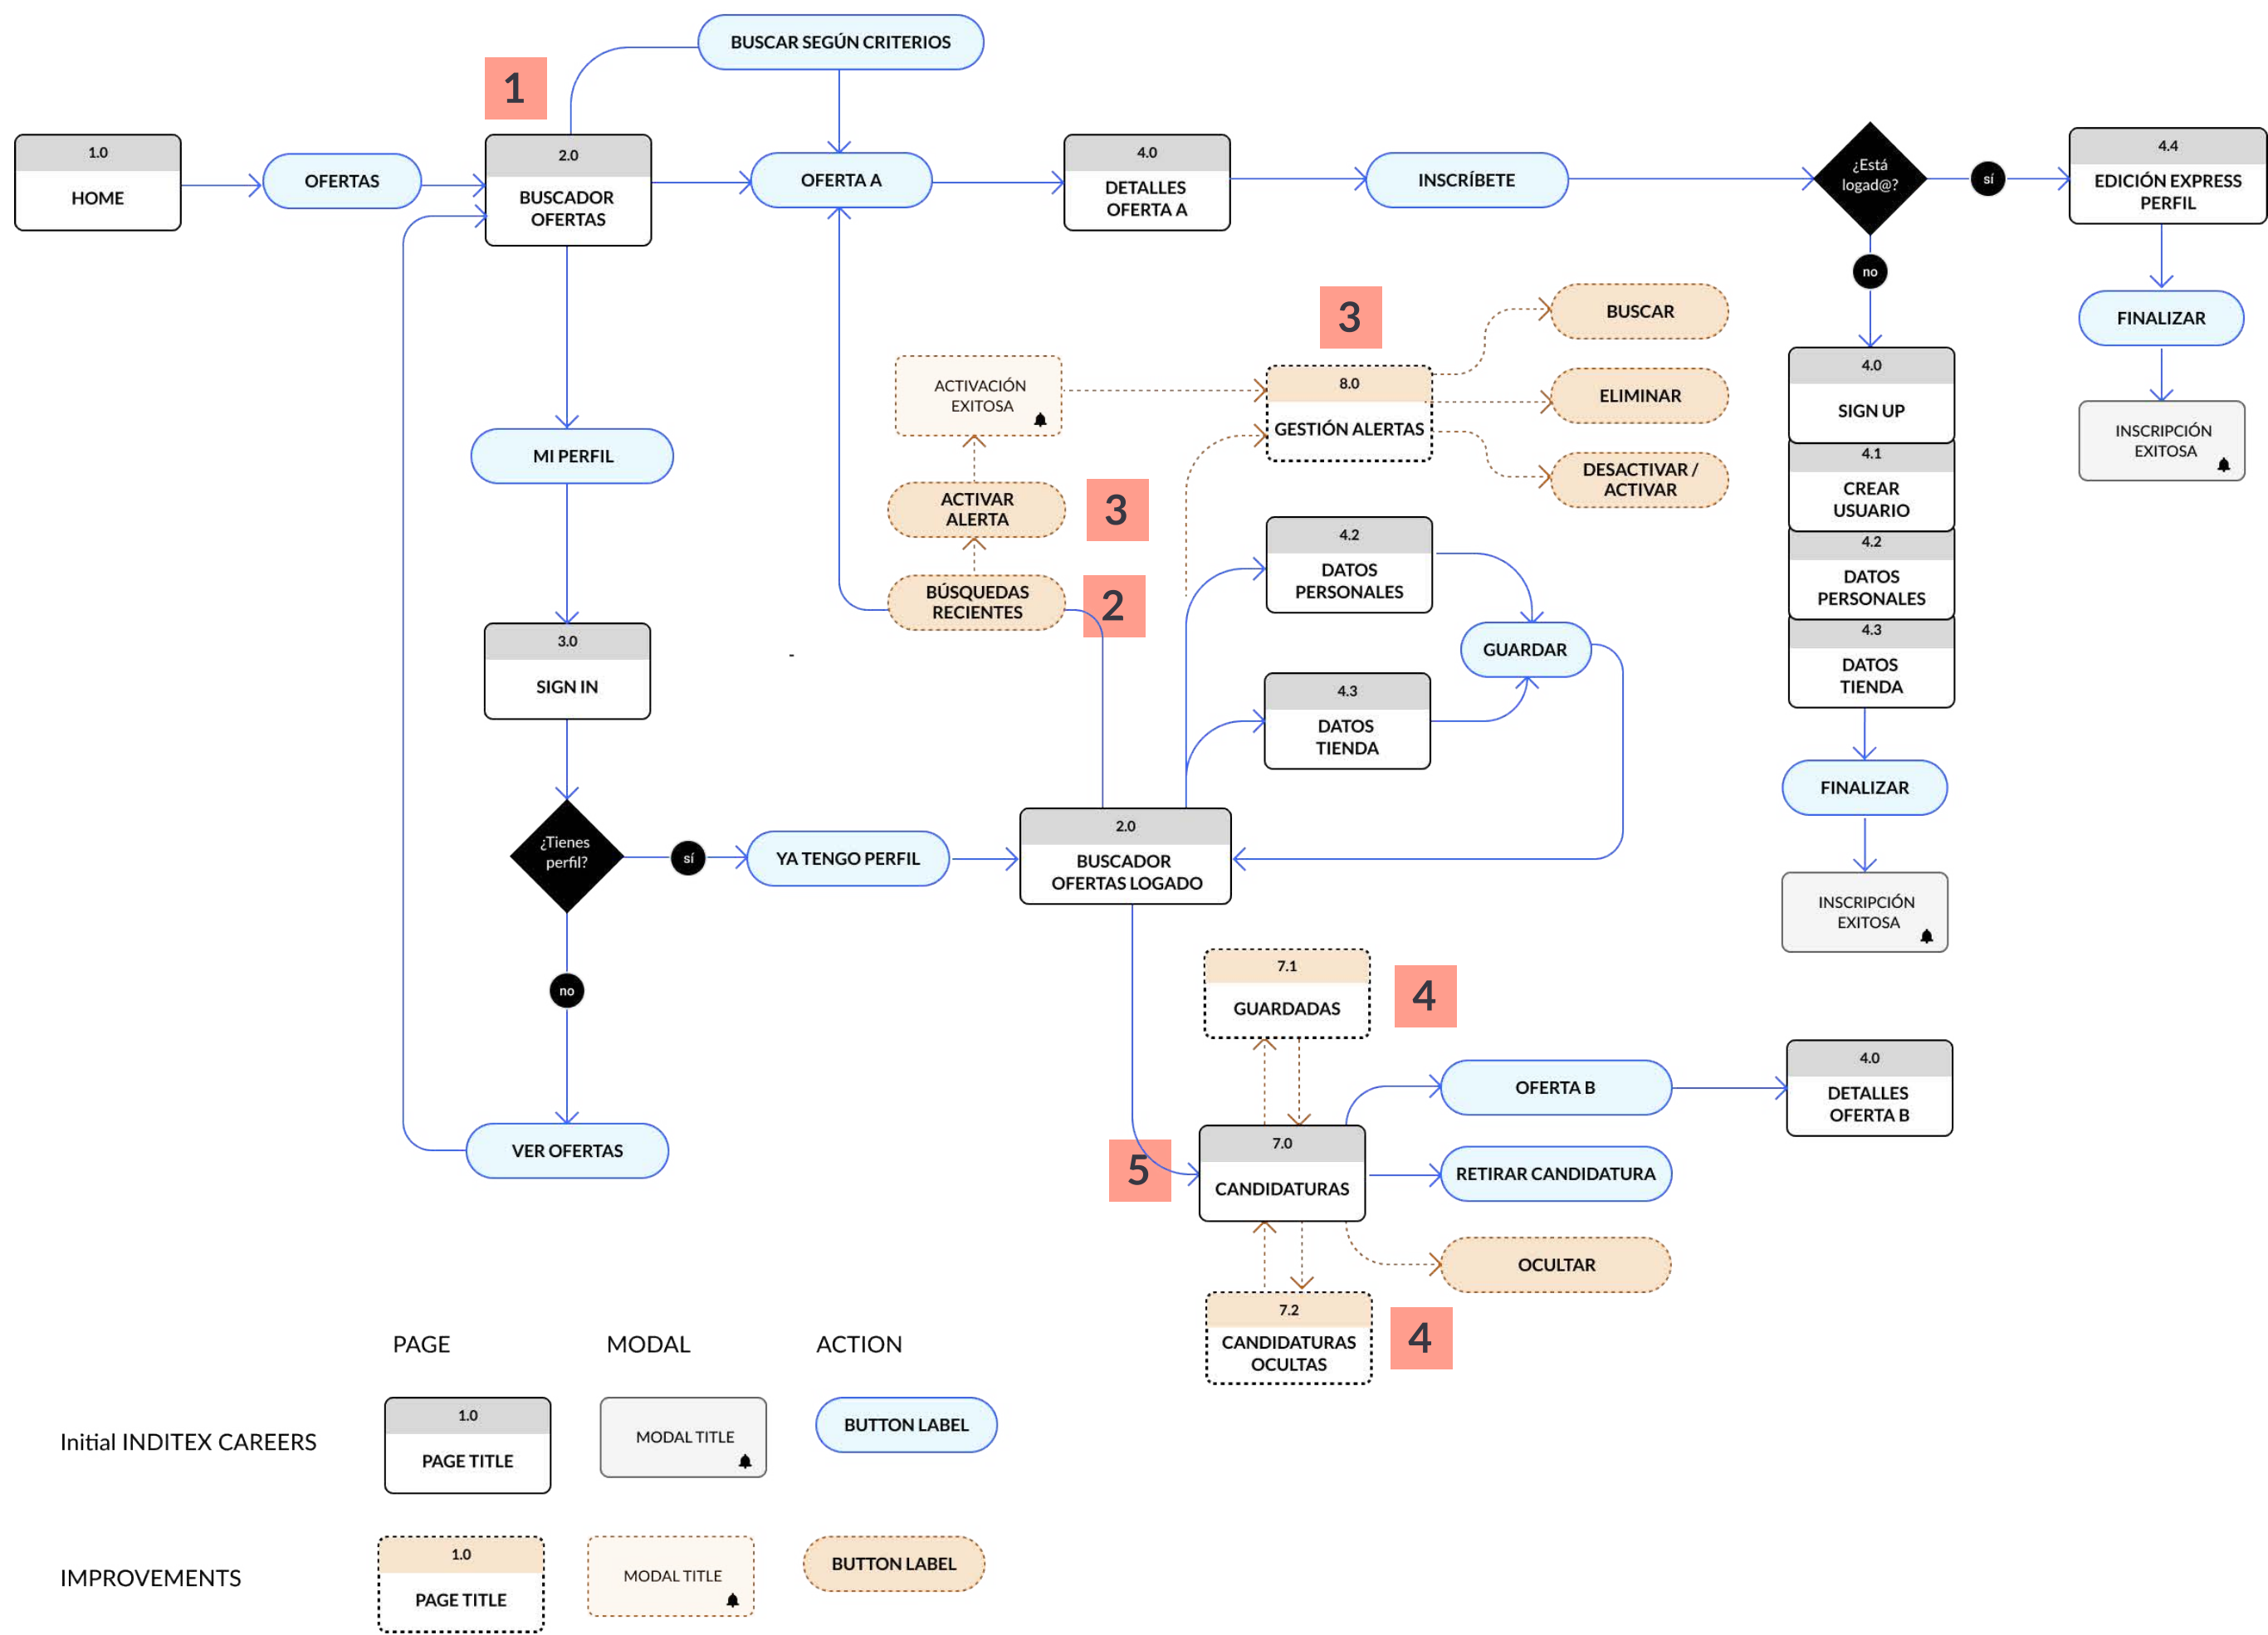 BUSCAR SEGÚN CRITERIOS
1
1.0
HOME
OFERTAS
2.0
BUSCADOR
OFERTAS
OFERTA A
4.0
DETALLES
OFERTA A
INSCRÍBETE
¿Está
logad@?
sí
4.4
EDICIÓN EXPRESS
PERFIL
no
FINALIZAR
INSCRIPCIÓN
EXITOSA
3
BUSCAR
ACTIVACIÓN
EXITOSA
8.0
GESTIÓN ALERTAS
ELIMINAR
DESACTIVAR /
ACTIVAR
4.0
SIGN UP
4.1
CREAR
USUARIO
4.2
DATOS
PERSONALES
4.3
DATOS
TIENDA
FINALIZAR
INSCRIPCIÓN
EXITOSA
MI PERFIL
ACTIVAR
ALERTA
3
BÚSQUEDAS
RECIENTES
2
4.2
DATOS
PERSONALES
GUARDAR
4.3
DATOS
TIENDA
3.0
SIGN IN
-
¿Tienes
perfil?
sí
YA TENGO PERFIL
2.0
BUSCADOR
OFERTAS LOGADO
no
VER OFERTAS
7.1
GUARDADAS
4
5
7.0
CANDIDATURAS
OFERTA B
4.0
DETALLES
OFERTA B
RETIRAR CANDIDATURA
OCULTAR
7.2
CANDIDATURAS
OCULTAS
4
PAGE
MODAL
ACTION
Initial INDITEX CAREERS
1.0
PAGE TITLE
MODAL TITLE
BUTTON LABEL
IMPROVEMENTS
1.0
PAGE TITLE
MODAL TITLE
BUTTON LABEL